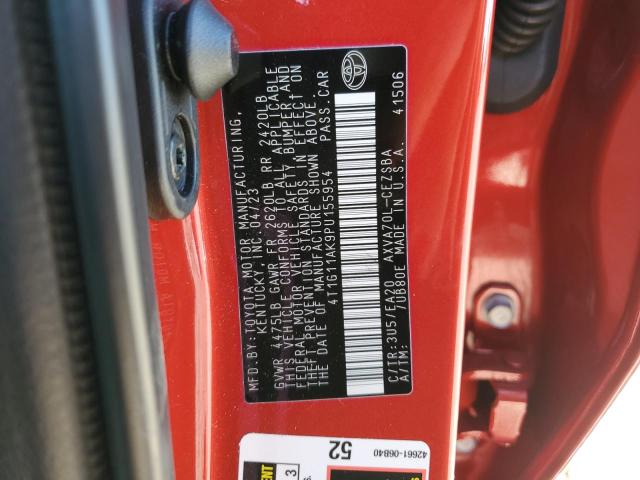 MFD. BY: TOYOTA MOTOR MANUFACTURING,
KENTUCKY, INC. 04/23
GVWR 4475LB GAWR FR 2620LB RR 2420LB
THIS VEHICLE CONFORMS TO ALL APPLICABLE
FEDERAL MOTOR VEHICLE SAFETY, BUMPER AND
THEFT PREVENTION STANDARDS IN EFFECT ON
THE DATE OF MANUFACTURE SHOWN ABOVE.
4T1G11AK9PU155954 PASS. CAR
C/TR:3U5/EA20 AXVA70L-CEZSBA
A/TM: /UB80E MADE IN U.S.A. 41506
52
42661-06B40
3